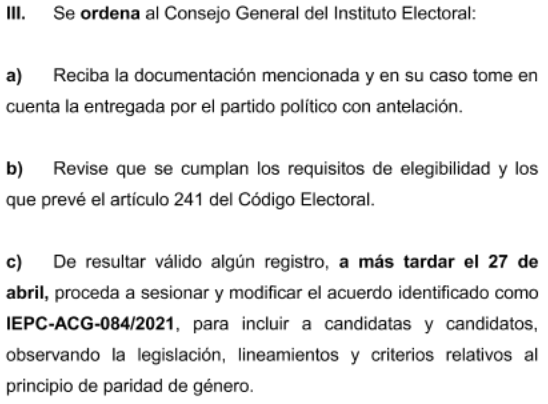 III. Se ordena al Consejo General del Instituto Electoral:
a) Reciba la documentación mencionada y en su caso tome en
cuenta la entregada por el partido político con antelación.
b) Revise que se cumplan los requisitos de elegibilidad y los
que prevé el artículo 241 del Código Electoral.
c) De resultar válido algún registro, a más tardar el 27 de
abril, proceda a sesionar y modificar el acuerdo identificado como
IEPC-ACG-084/2021, para incluir a candidatas y candidatos,
observando la legislación, lineamientos y criterios relativos al
principio de paridad de género.